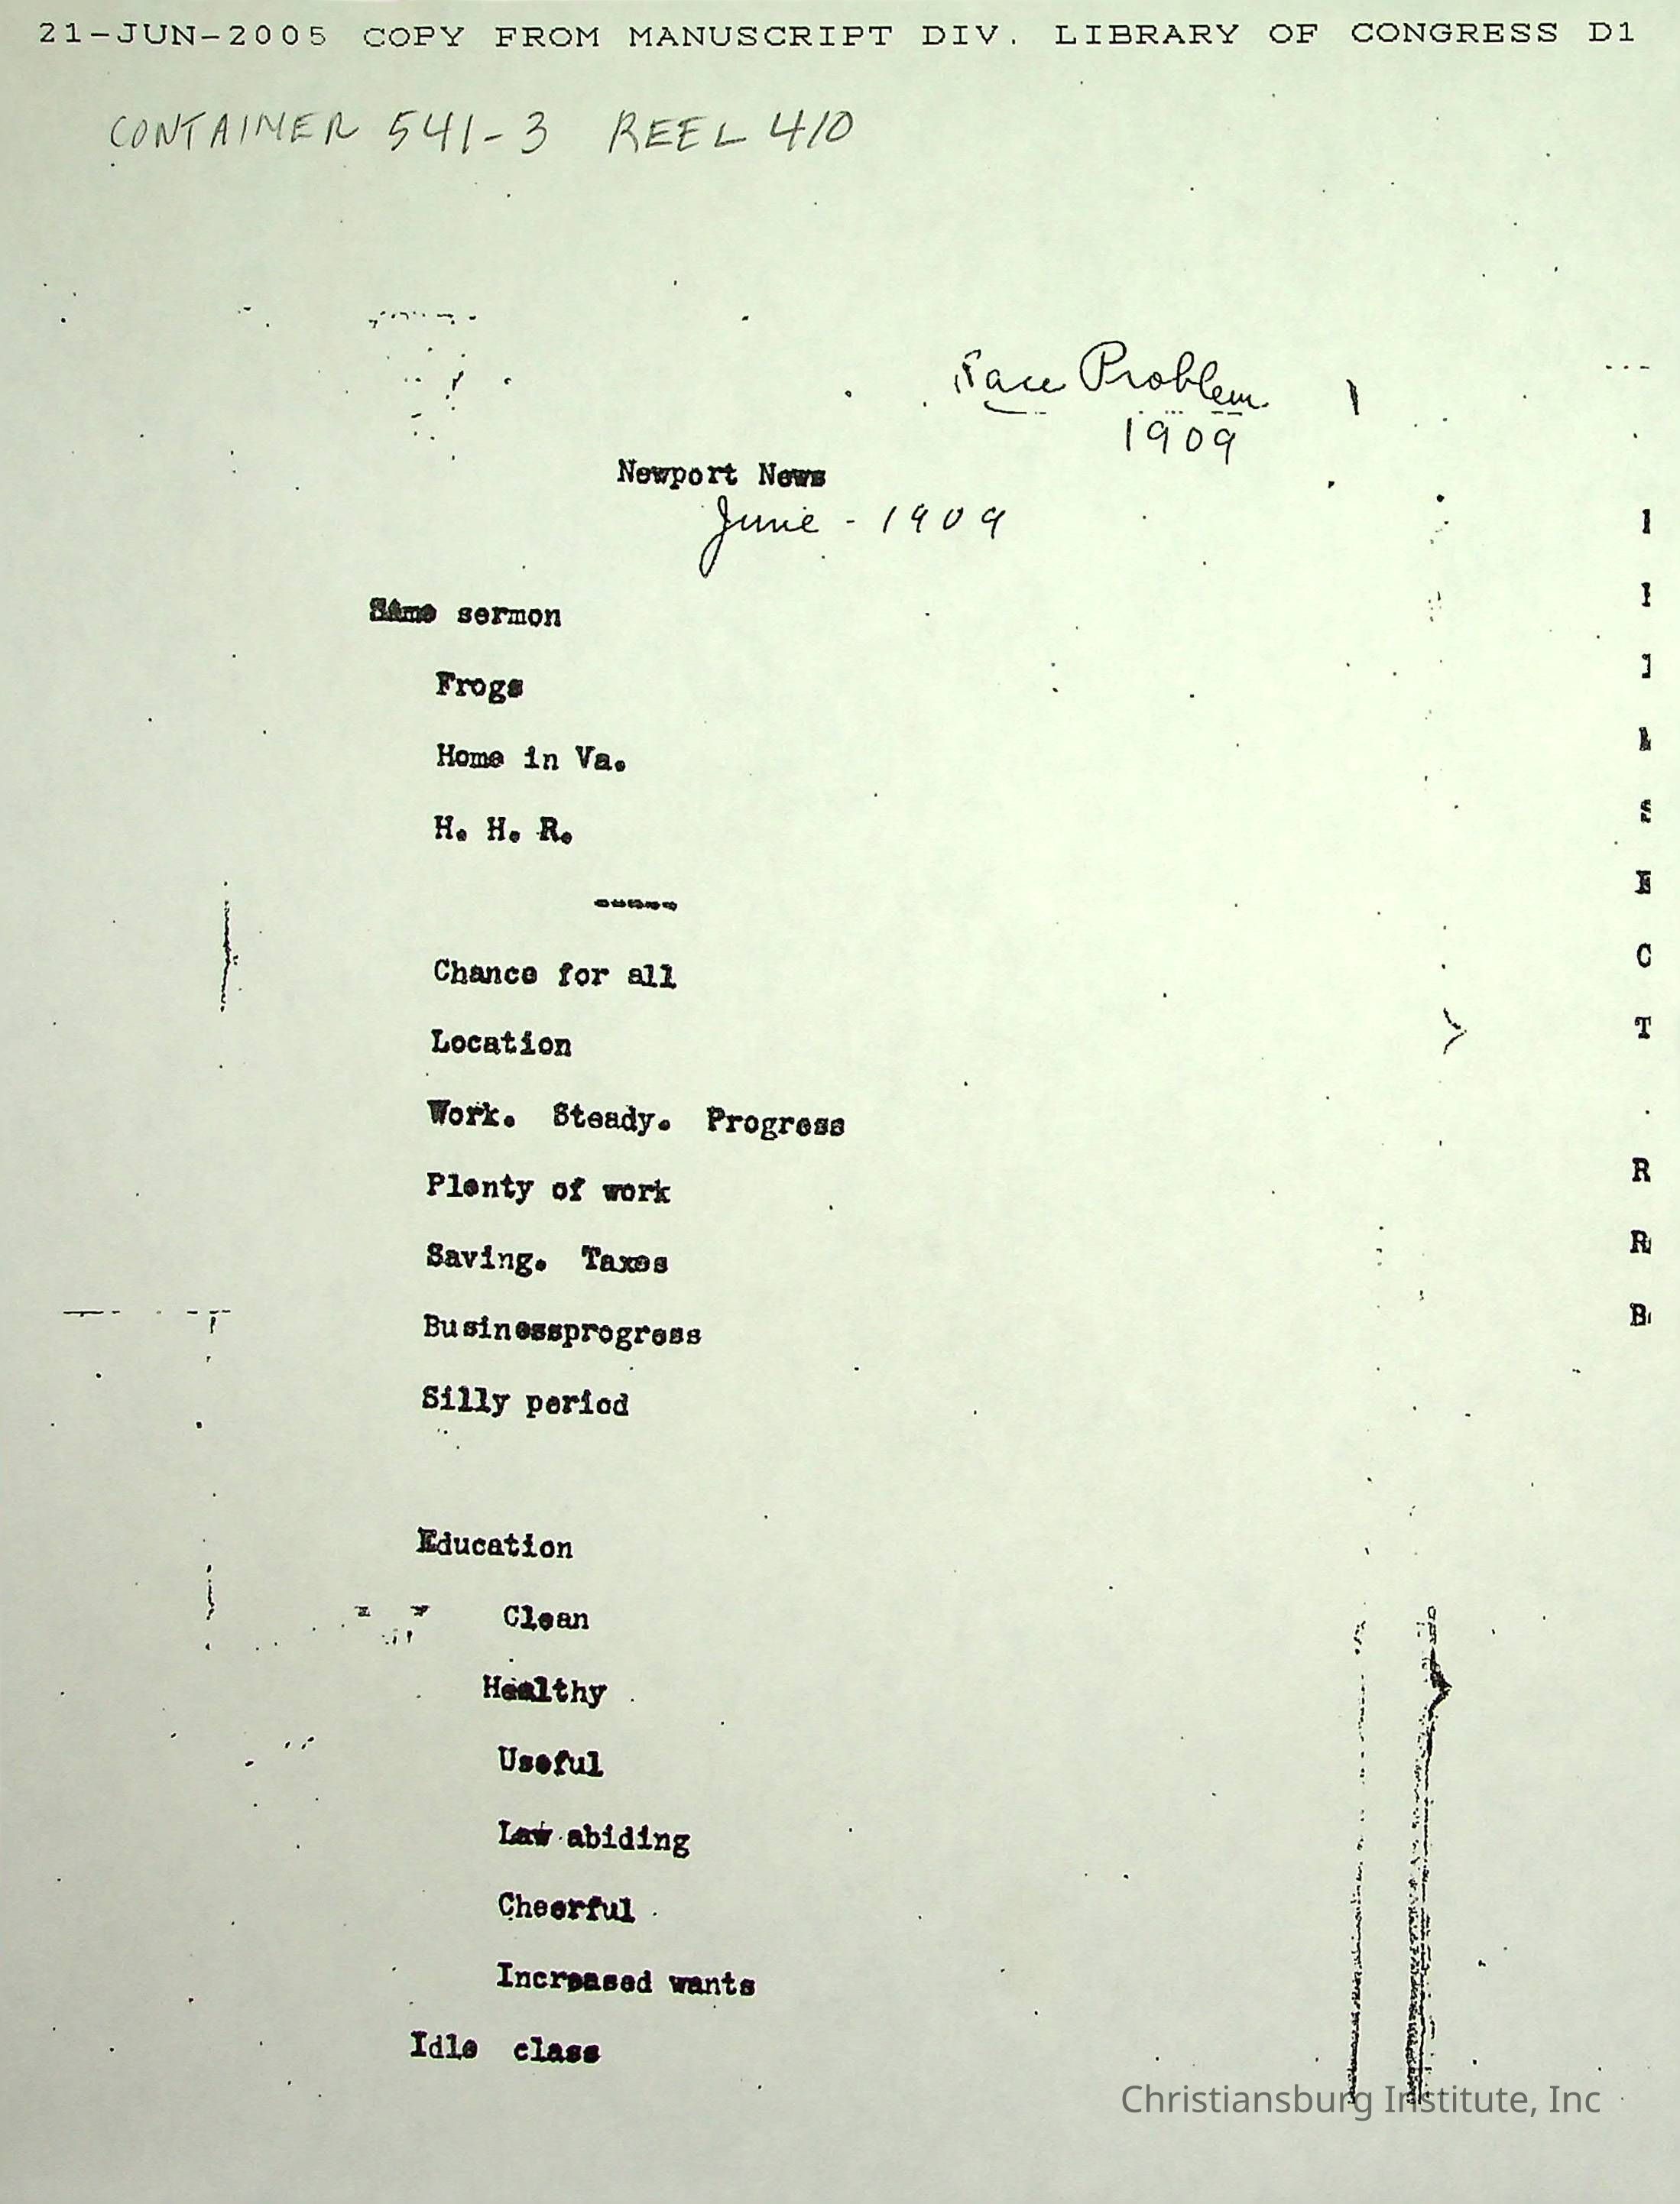 21-JUN-2005 COPY FROM MANUSCRIPT DIV. LIBRARY OF CONGRESS D1
CONTAINER 541-3 REEL 410
Race Problem
1909
Newport News
June - 1909
Same sermon
Frogs
Home in Va.
H. H. R.
-----
Chance for all
Location
Work. Steady. Progress
Plenty of work
Saving. Taxes
Businessprogress
Silly period
Education
Clean
Healthy
Useful
Law abiding
Cheerful
Increased wants
Idle class
S
C
T
R
R
B
Christiansburg Institute, Inc